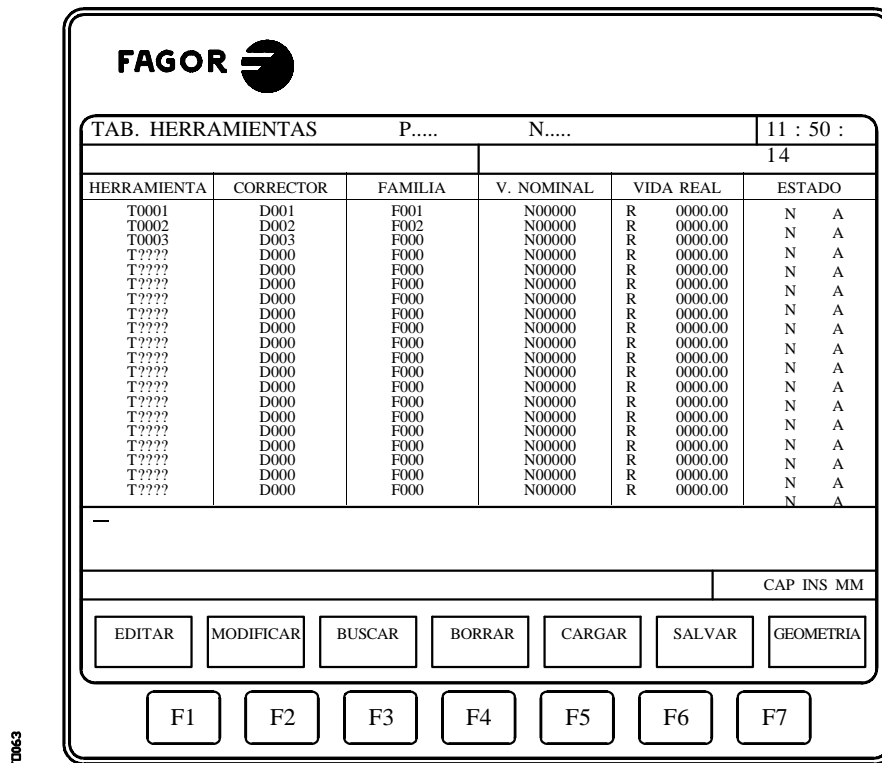 FAGOR
TAB. HERRAMIENTAS P..... N..... 11 : 50 : 14
HERRAMIENTA CORRECTOR FAMILIA V. NOMINAL VIDA REAL ESTADO
T0001 D001 F001 N00000 R 0000.00 N A
T0002 D002 F002 N00000 R 0000.00 N A
T0003 D003 F000 N00000 R 0000.00 N A
T???? D000 F000 N00000 R 0000.00 N A
T???? D000 F000 N00000 R 0000.00 N A
T???? D000 F000 N00000 R 0000.00 N A
T???? D000 F000 N00000 R 0000.00 N A
T???? D000 F000 N00000 R 0000.00 N A
T???? D000 F000 N00000 R 0000.00 N A
T???? D000 F000 N00000 R 0000.00 N A
T???? D000 F000 N00000 R 0000.00 N A
T???? D000 F000 N00000 R 0000.00 N A
T???? D000 F000 N00000 R 0000.00 N A
T???? D000 F000 N00000 R 0000.00 N A
T???? D000 F000 N00000 R 0000.00 N A
T???? D000 F000 N00000 R 0000.00 N A
T???? D000 F000 N00000 R 0000.00
T???? D000 F000 N00000 R 0000.00
T???? D000 F000 N00000 R 0000.00
T???? D000 F000 N00000 R 0000.00
CAP INS MM
EDITAR MODIFICAR BUSCAR BORRAR CARGAR SALVAR GEOMETRIA
F1 F2 F3 F4 F5 F6 F7